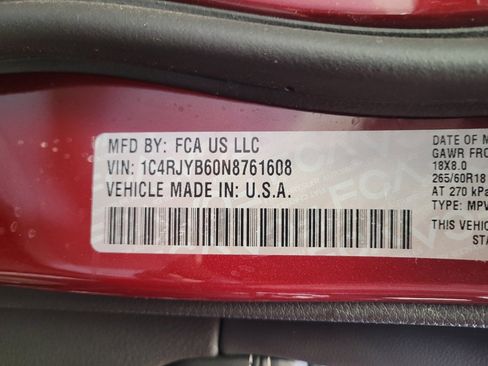 MFD BY: FCA US LLC
VIN: 1C4RJYB60N8761608
VEHICLE MADE IN: U.S.A.
DATE OF M
GAWR FRO
18X8.0
265/60R18
AT 270 kPa
TYPE: MPV
THIS VEHIC
STA